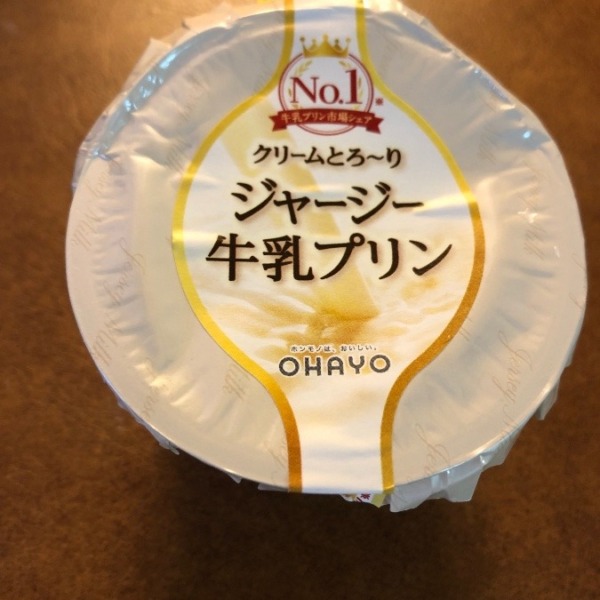 No.1
牛乳プリン市場シェア
クリームとろ〜り
ジャージー
牛乳プリン
ホンモノは、おいしい。
OHAYO